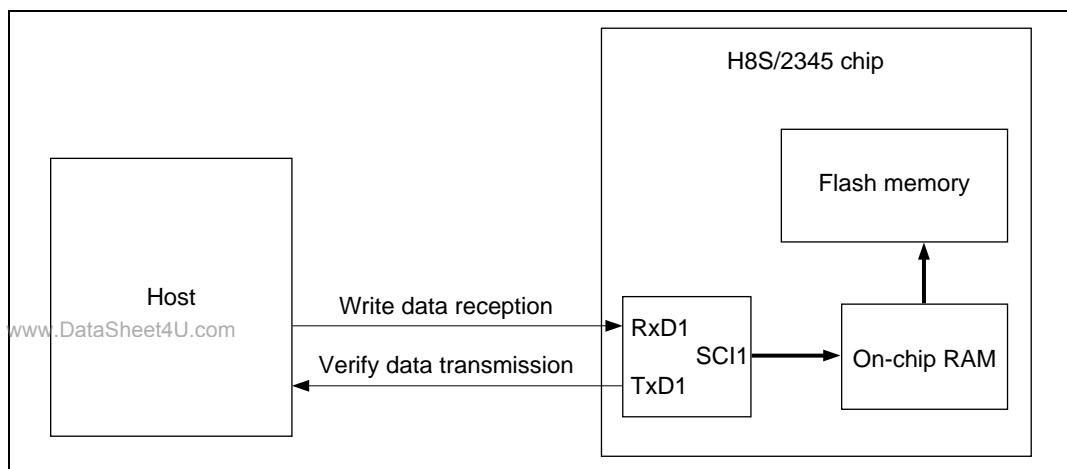 H8S/2345 chip
Flash memory
Host
Write data reception
www.DataSheet4U.com
RxD1
SCI1
On-chip RAM
Verify data transmission
TxD1